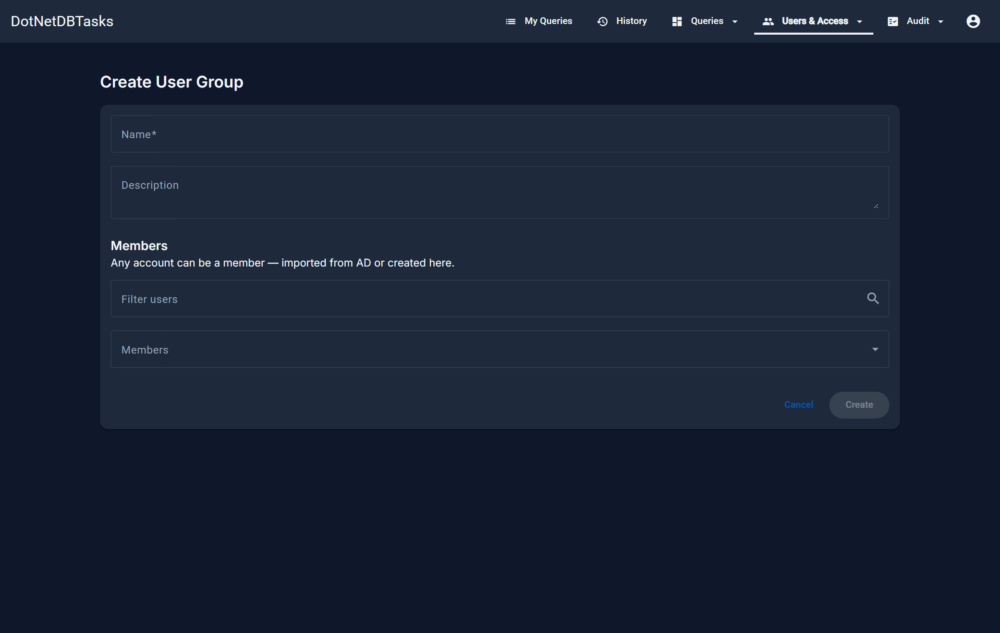 DotNetDBTasks
My Queries
History
Queries
Users & Access
Audit
Create User Group
Name*
Description
Members
Any account can be a member — imported from AD or created here.
Filter users
Members
Cancel
Create